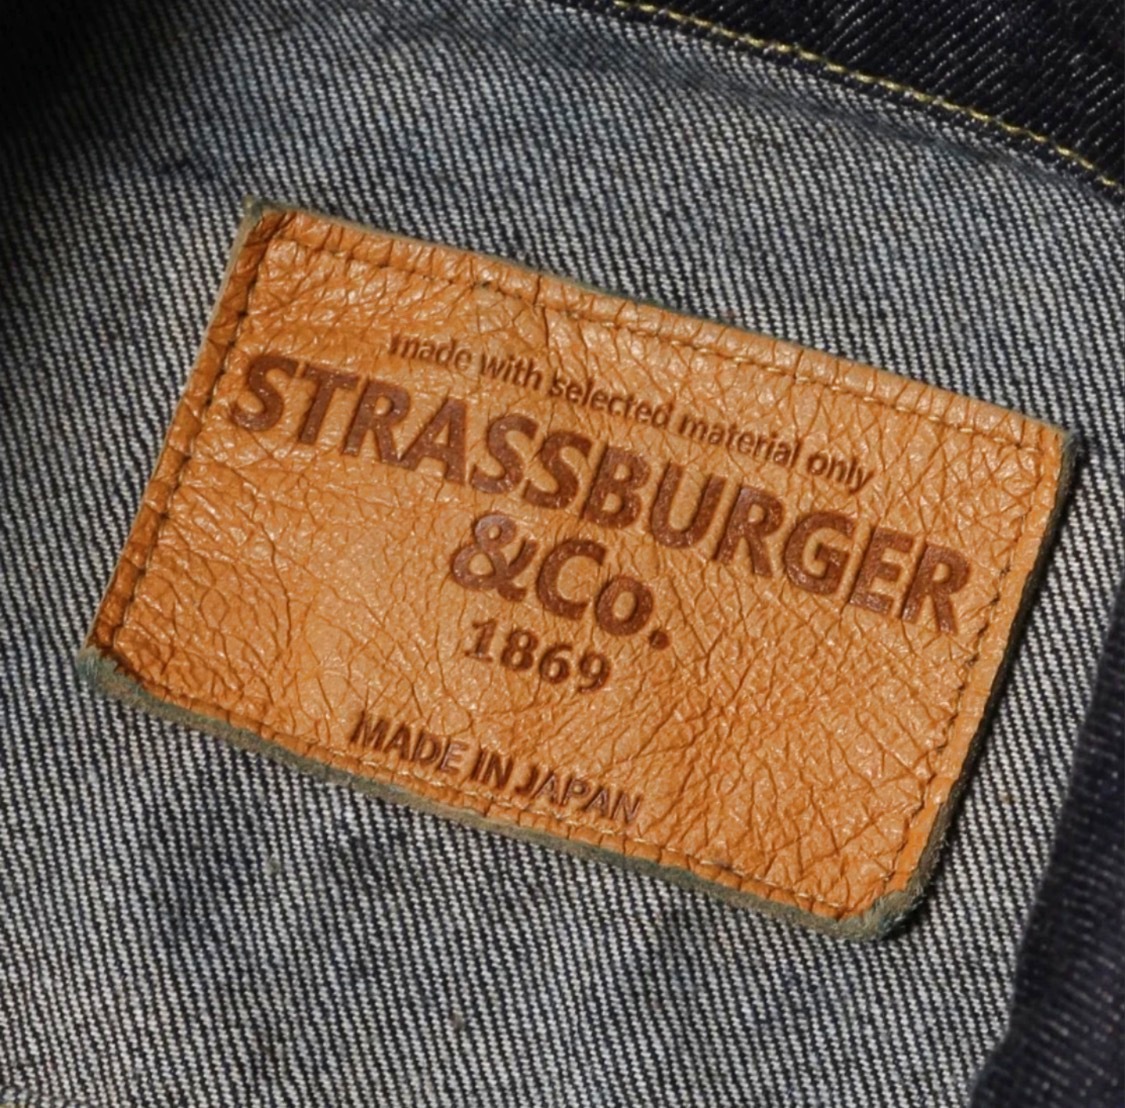 made with selected material only
STRASSBURGER
&Co.
1869
MADE IN JAPAN